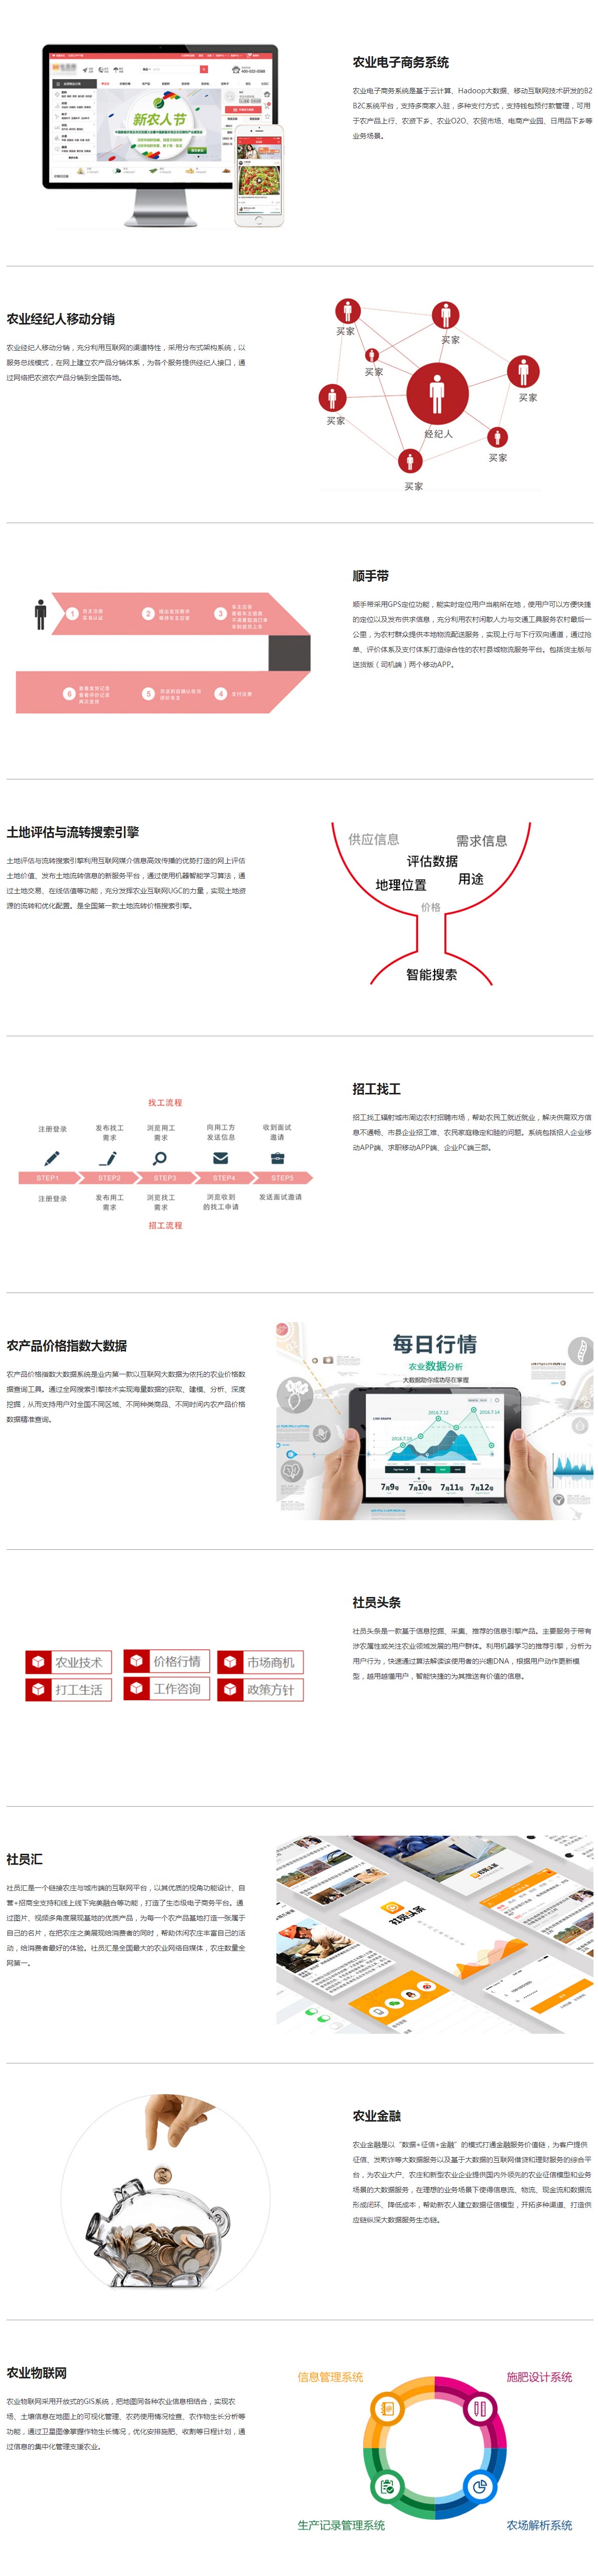 农业电子商务系统
农业电子商务系统是基于云计算、Hadoop大数据、移动互联网技术研发的B2
B2C系统平台，支持多商家入驻，多种支付方式，支持钱包预付款管理，可用
于农产品上行、农资下乡、农业O2O、农贸市场、电商产业园、日用品下乡等
业务场景。
新农人节
农业经纪人移动分销
农业经纪人移动分销，充分利用互联网的渠道特性，采用分布式架构系统，以
服务总线模式，在网上建立农产品分销体系，为各个服务提供经纪人接口，通
过网络把农资农产品分销到全国各地。
买家
买家
买家
买家
买家
经纪人
买家
买家
顺手带
顺手带采用GPS定位功能，能实时定位用户当前所在地，使用户可以方便快捷
的定位以及发布供求信息，充分利用农村闲散人力与交通工具服务农村最后一
公里，为农村群众提供本地物流配送服务，实现上行与下行双向通道，通过抢
单、评价体系及支付体系打造综合性的农村县域物流服务平台。包括货主版与
送货版（司机端）两个移动APP。
1
2
3
6
5
4
支付运费
土地评估与流转搜索引擎
土地评估与流转搜索引擎利用互联网媒介信息高效传播的优势打造的网上评估
土地价值、发布土地流转信息的新服务平台，通过使用机器智能学习算法，通
过土地交易、在线估值等功能，充分发挥农业互联网UGC的力量，实现土地资
源的流转和优化配置。是全国第一款土地流转价格搜索引擎。
供应信息
需求信息
评估数据
地理位置
用途
价格
智能搜索
招工找工
招工找工辐射城市周边农村招聘市场，帮助农民工就近就业，解决供需双方信
息不通畅、市县企业招工难、农民家庭稳定和睦的问题。系统包括招人企业移
动APP端、求职移动APP端、企业PC端三部。
找工流程
注册登录
发布找工
需求
浏览用工
需求
向用工方
发送信息
收到面试
邀请
STEP1
STEP2
STEP3
STEP4
STEP5
注册登录
发布用工
需求
浏览找工
需求
浏览收到
的找工申请
发送面试邀请
招工流程
农产品价格指数大数据
农产品价格指数大数据系统是业内第一款以互联网大数据为依托的农业价格数
据查询工具。通过全网搜索引擎技术实现海量数据的获取、建模、分析、深度
挖掘，从而支持用户对全国不同区域、不同种类商品、不同时间内农产品价格
数据精准查询。
每日行情
农业数据分析
大数据助你成功尽在掌握
2016.7.12
2016.7.14
7月9号
7月10号
7月11号
7月12号
社员头条
社员头条是一款基于信息挖掘、采集、推荐的信息引擎产品。主要服务于带有
涉农属性或关注农业领域发展的用户群体。利用机器学习的推荐引擎，分析为
用户行为，快速通过算法解读该使用者的兴趣DNA，根据用户动作更新模
型，越用越懂用户，智能快捷的为其推送有价值的信息。
农业技术
价格行情
市场商机
打工生活
工作咨询
政策方针
社员汇
社员汇是一个链接农庄与城市端的互联网平台，以其优质的视角功能设计、自
营+招商全支持和线上线下完美融合等功能，打造了生态级电子商务平台。通
过图片、视频多角度展现基地的优质产品，为每一个农产品基地打造一张属于
自己的名片，在把农庄之美展现给消费者的同时，帮助休闲农庄丰富自己的活
动，给消费者最好的体验。社员汇是全国最大的农业网络自媒体，农庄数量全
网第一。
社员头条
农业金融
农业金融是以“数据+征信+金融”的模式打通金融服务价值链，为客户提供
征信、发欺诈等大数据服务以及基于大数据的互联网借贷和理财服务的综合平
台，为农业大户、农庄和新型农业企业提供国内外领先的农业征信模型和业务
场景的大数据服务，在理想的业务场景下使得信息流、物流、现金流和数据流
形成闭环、降低成本，帮助新农人建立数据征信模型，开拓多种渠道、打造供
应链纵深大数据服务生态链。
农业物联网
农业物联网采用开放式的GIS系统，把地图同各种农业信息相结合，实现农
场、土壤信息在地图上的可视化管理、农药使用情况检查、农作物生长分析等
功能，通过卫星图像掌握作物生长情况，优化安排施肥、收割等日程计划，通
过信息的集中化管理支援农业。
信息管理系统
施肥设计系统
生产记录管理系统
农场解析系统